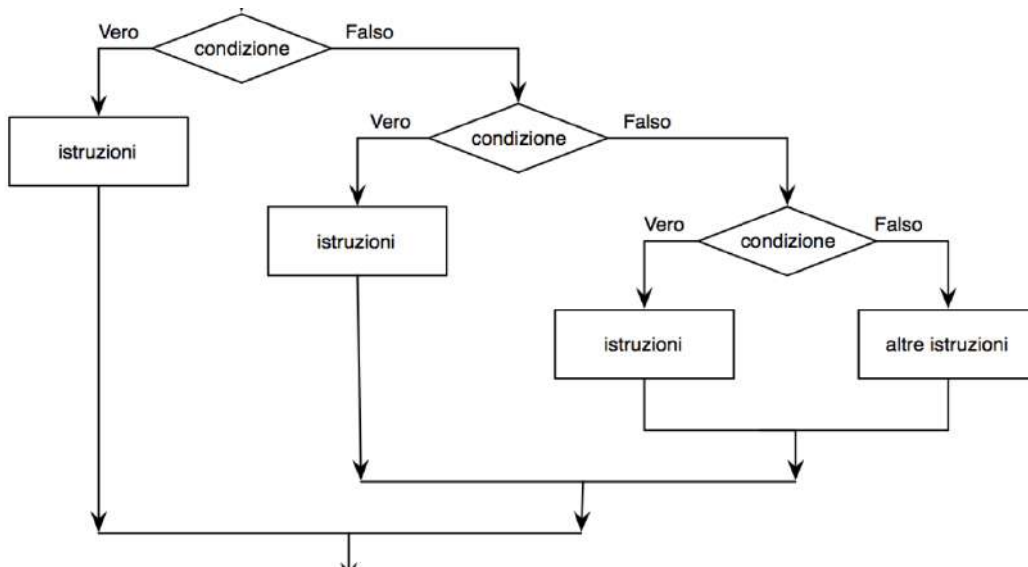 Vero
Falso
condizione
Vero
Falso
condizione
istruzioni
Vero
Falso
condizione
istruzioni
istruzioni
altre istruzioni